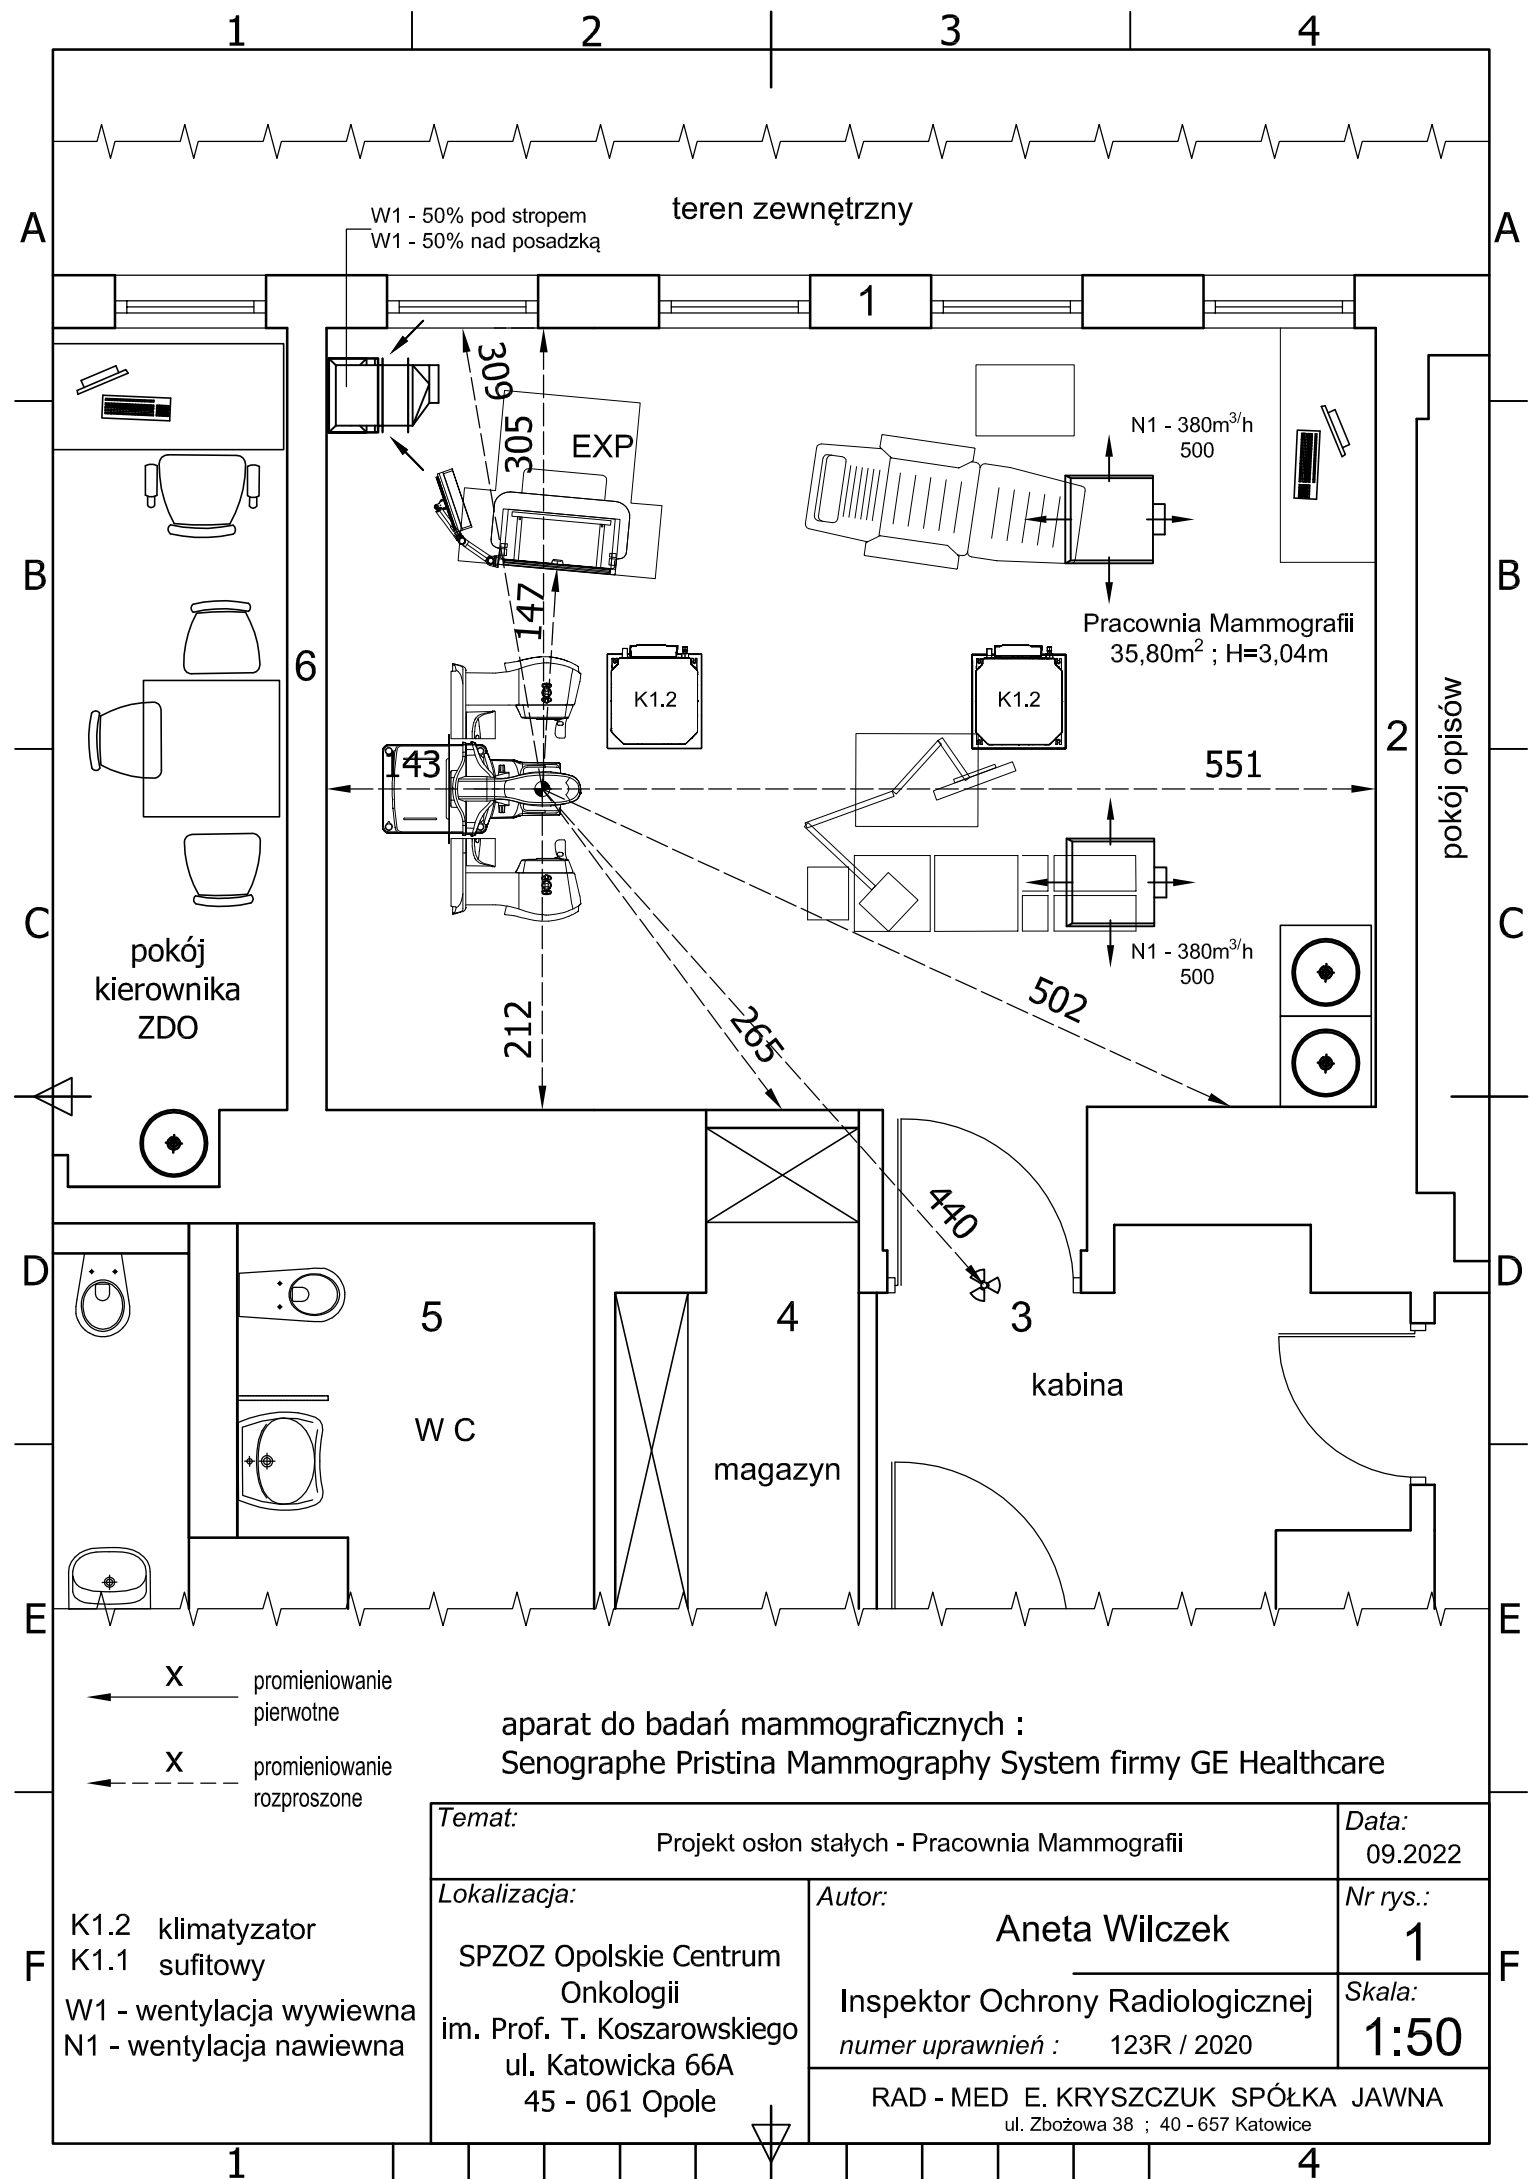 1
2
3
4
A
A
teren zewnętrzny
W1 - 50% pod stropem
W1 - 50% nad posadzką
1
309
305
EXP
N1 - 380m³/h
500
B
B
147
Pracownia Mammografii
35,80m² ; H=3,04m
6
K1.2
K1.2
2
pokój opisów
143
551
C
C
pokój
kierownika
ZDO
N1 - 380m³/h
500
502
212
265
440
D
D
5
4
3
kabina
W C
magazyn
E
E
x
promieniowanie
pierwotne
x
promieniowanie
rozproszone
aparat do badań mammograficznych :
Senographe Pristina Mammography System firmy GE Healthcare
Temat:
Projekt osłon stałych - Pracownia Mammografii
Data:
09.2022
Lokalizacja:
SPZOZ Opolskie Centrum
Onkologii
im. Prof. T. Koszarowskiego
ul. Katowicka 66A
45 - 061 Opole
Autor:
Aneta Wilczek
Inspektor Ochrony Radiologicznej
numer uprawnień : 123R / 2020
Nr rys.:
1
Skala:
1:50
RAD - MED E. KRYSZCZUK SPÓŁKA JAWNA
ul. Zbożowa 38 ; 40 - 657 Katowice
K1.2 klimatyzator
K1.1 sufitowy
W1 - wentylacja wywiewna
N1 - wentylacja nawiewna
F
F
1
4